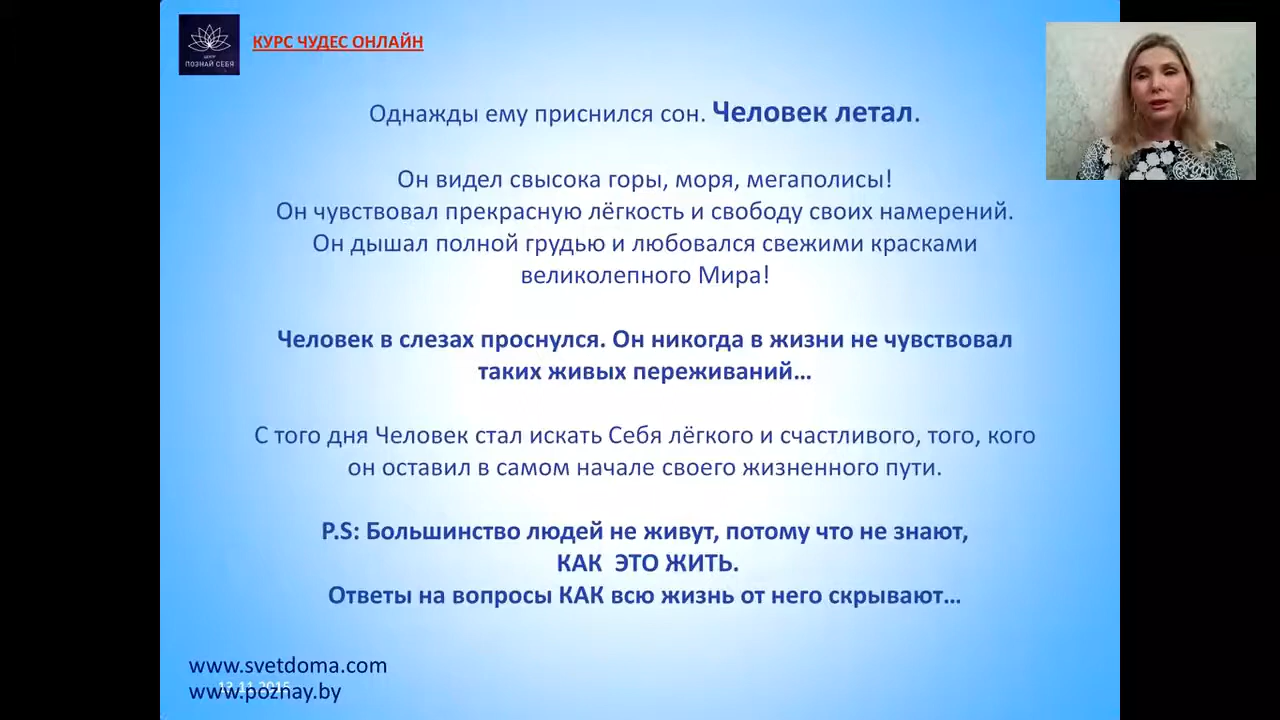 ЦЕНТР
ПОЗНАЙ СЕБЯ
КУРС ЧУДЕС ОНЛАЙН
Однажды ему приснился сон. Человек летал.
Он видел свысока горы, моря, мегаполисы!
Он чувствовал прекрасную лёгкость и свободу своих намерений.
Он дышал полной грудью и любовался свежими красками
великолепного Мира!
Человек в слезах проснулся. Он никогда в жизни не чувствовал
таких живых переживаний…
С того дня Человек стал искать Себя лёгкого и счастливого, того, кого
он оставил в самом начале своего жизненного пути.
P.S: Большинство людей не живут, потому что не знают,
КАК ЭТО ЖИТЬ.
Ответы на вопросы КАК всю жизнь от него скрывают…
www.svetdoma.com
www.poznay.by